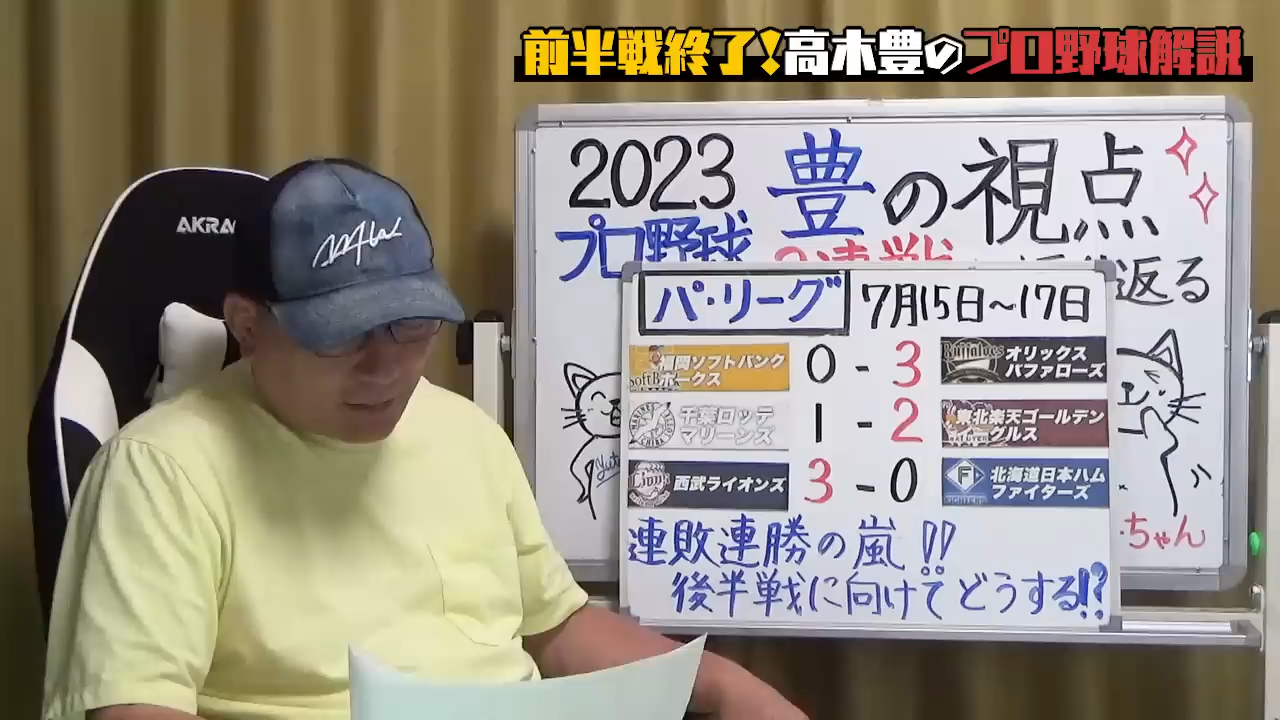 前半戦終了!高木豊のプロ野球解説
AKRA
2023 豊の視点
プロ野球
返る
パ・リーグ 7月15日～17日
福岡ソフトバンク
ホークス
0 - 3
Buffaloes
オリックス
バファローズ
千葉ロッテ
マリーンズ
1 - 2
東北楽天ゴールデン
グルス
Lions
西武ライオンズ
3 - 0
F
FIGHTERS
北海道日本ハム
ファイターズ
連敗連勝の嵐!!
後半戦に向けてどうする!?
ちゃん